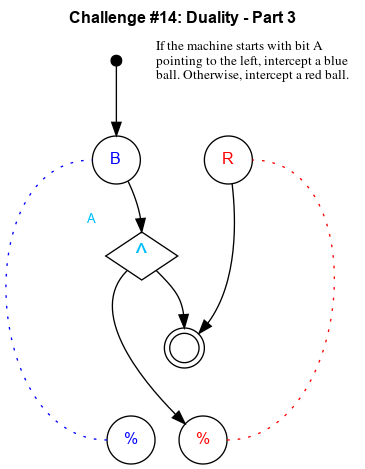 Challenge #14: Duality - Part 3
If the machine starts with bit A
pointing to the left, intercept a blue
ball. Otherwise, intercept a red ball.
B
R
A
^
%
%